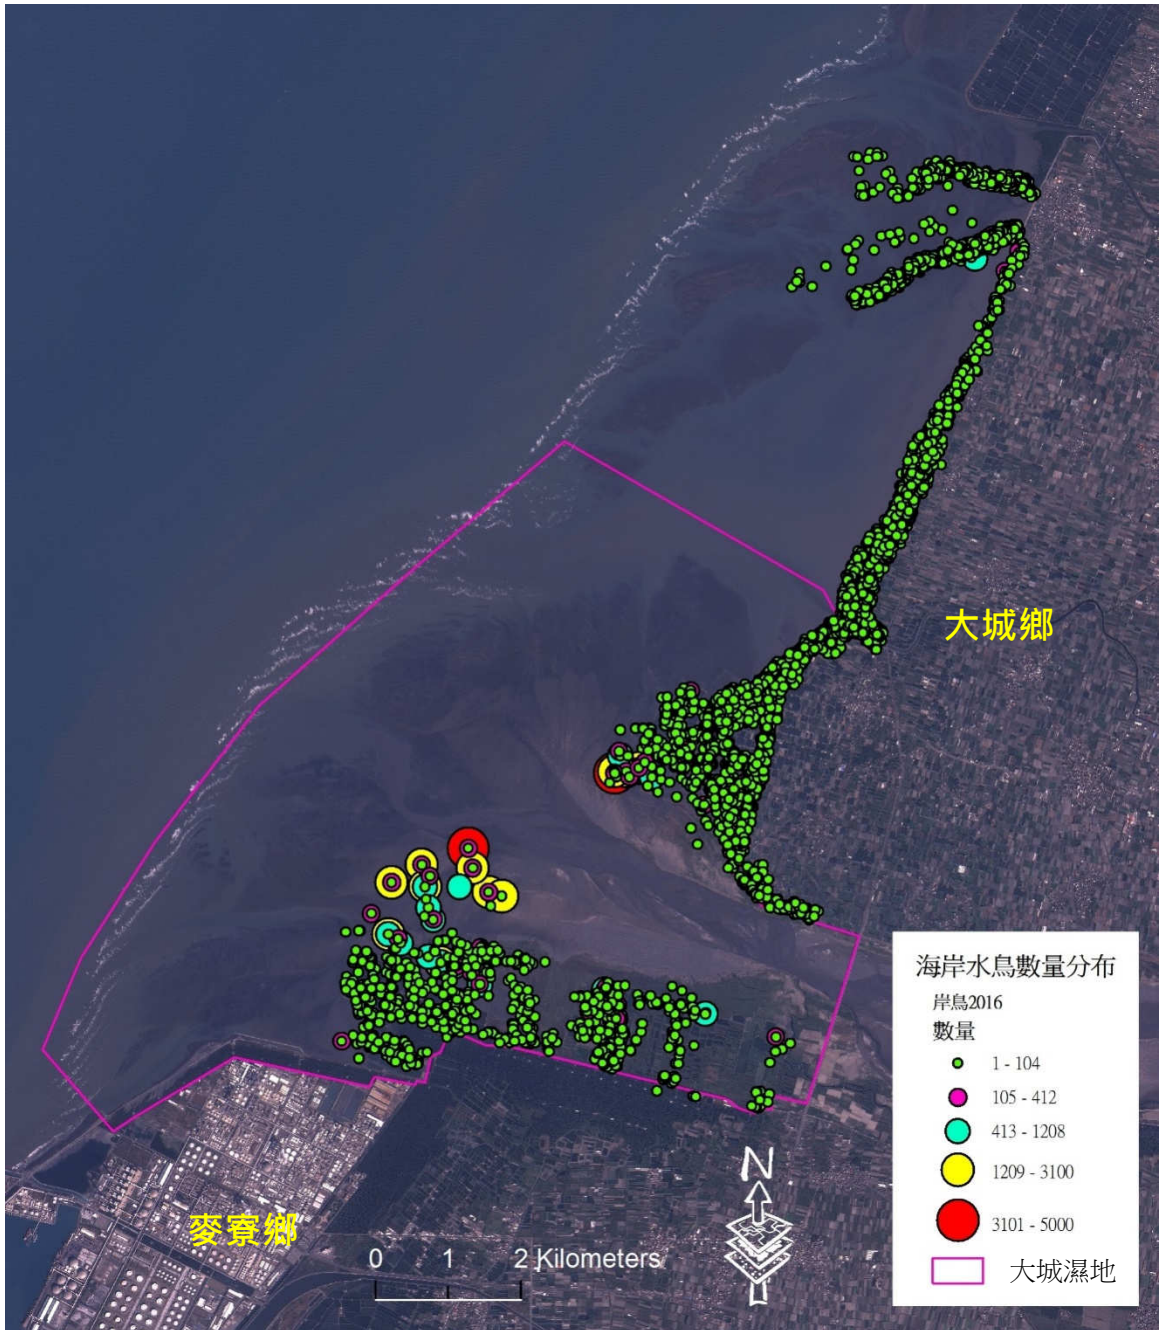 大城鄉
海岸水鳥數量分布
岸鳥2016
數量
1 - 104
105 - 412
413 - 1208
1209 - 3100
3101 - 5000
大城濕地
N
麥寮鄉
0 1 2 Kilometers